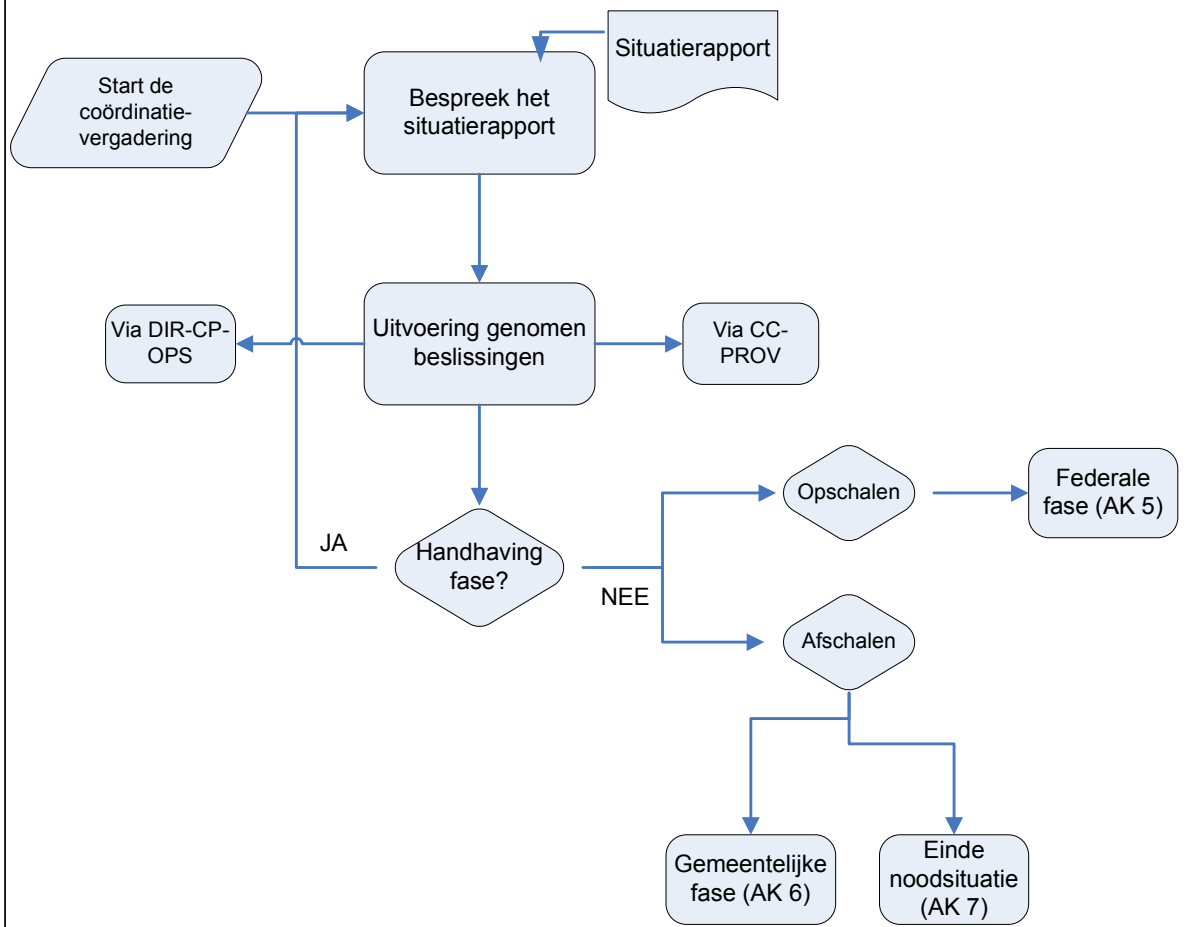 Start de
coördinatie-
vergadering
Bespreek het
situatierapport
Situatierapport
Via DIR-CP-
OPS
Uitvoering genomen
beslissingen
Via CC-
PROV
JA
Handhaving
fase?
NEE
Opschalen
Federale
fase (AK 5)
Afschalen
Gemeentelijke
fase (AK 6)
Einde
noodsituatie
(AK 7)